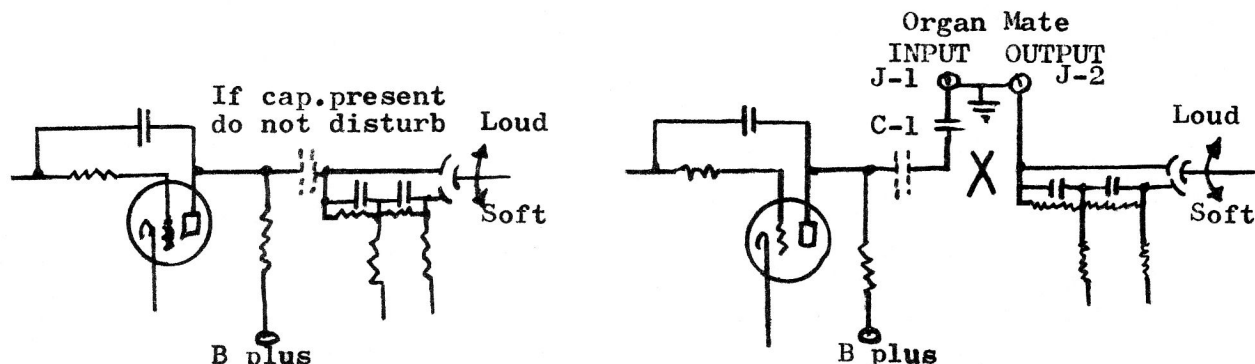 If cap.present
do not disturb
Loud
Soft
B plus
Organ Mate
INPUT OUTPUT
J-1 J-2
C-1
X
Loud
Soft
B plus